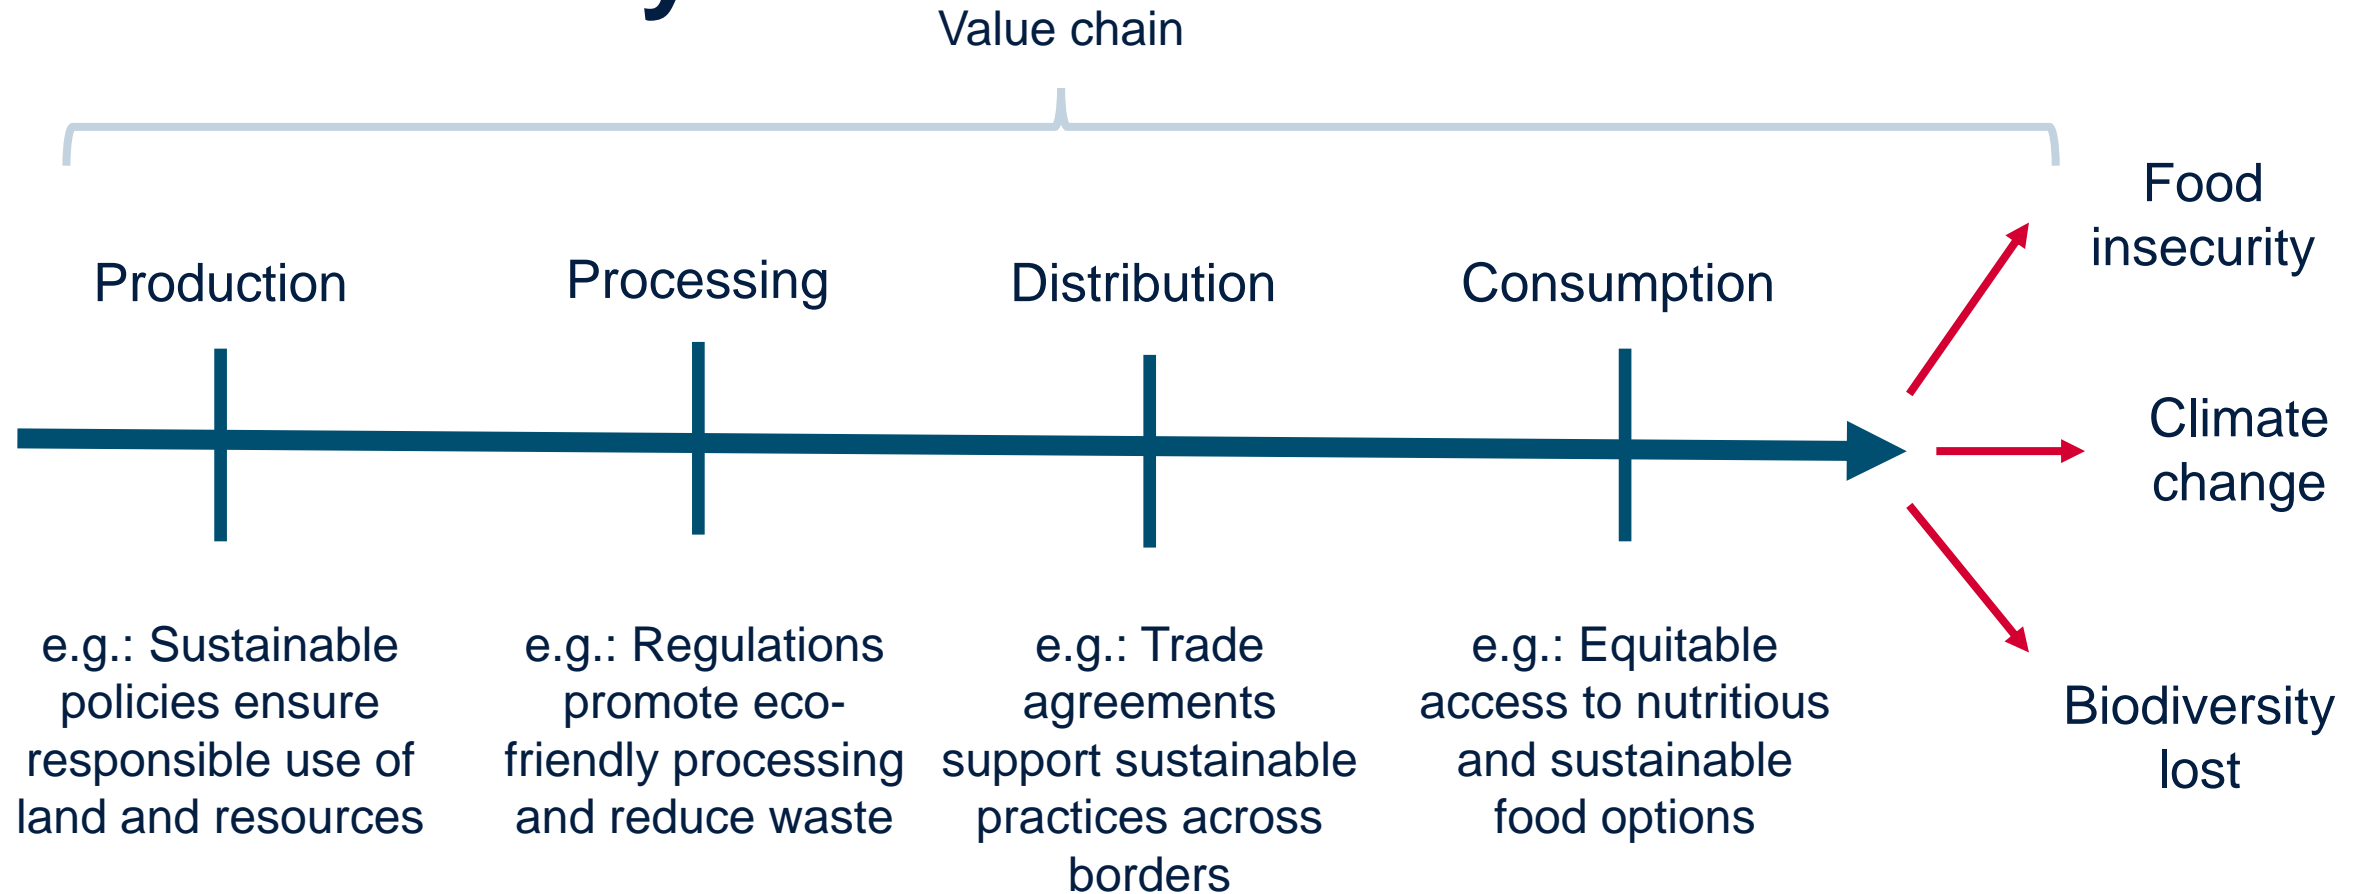 Value chain
Production
Processing
Distribution
Consumption
Food
insecurity
Climate
change
Biodiversity
lost
e.g.: Sustainable
policies ensure
responsible use of
land and resources
e.g.: Regulations
promote eco-
friendly processing
and reduce waste
e.g.: Trade
agreements
support sustainable
practices across
borders
e.g.: Equitable
access to nutritious
and sustainable
food options